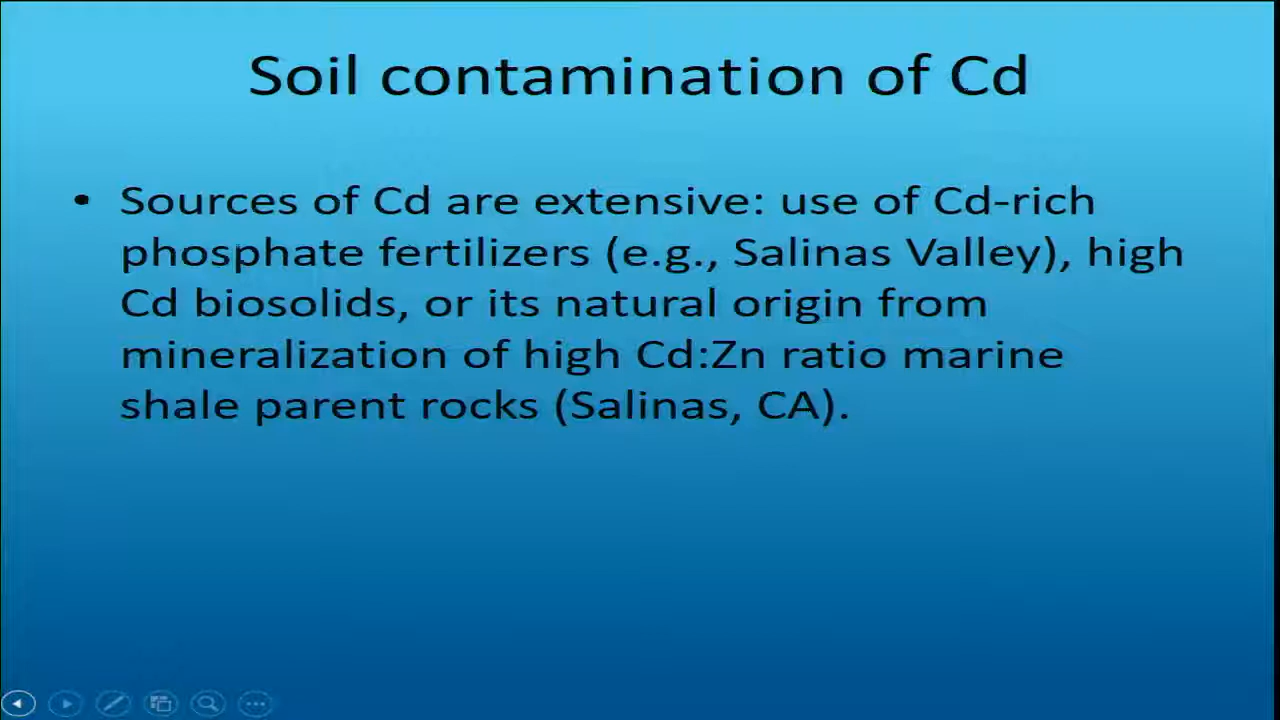 Soil contamination of Cd
• Sources of Cd are extensive: use of Cd-rich
phosphate fertilizers (e.g., Salinas Valley), high
Cd biosolids, or its natural origin from
mineralization of high Cd:Zn ratio marine
shale parent rocks (Salinas, CA).